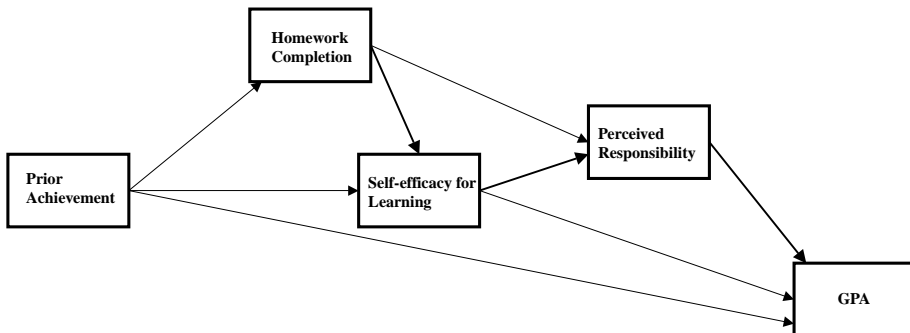 Homework
Completion
Perceived
Responsibility
Prior
Achievement
Self-efficacy for
Learning
GPA